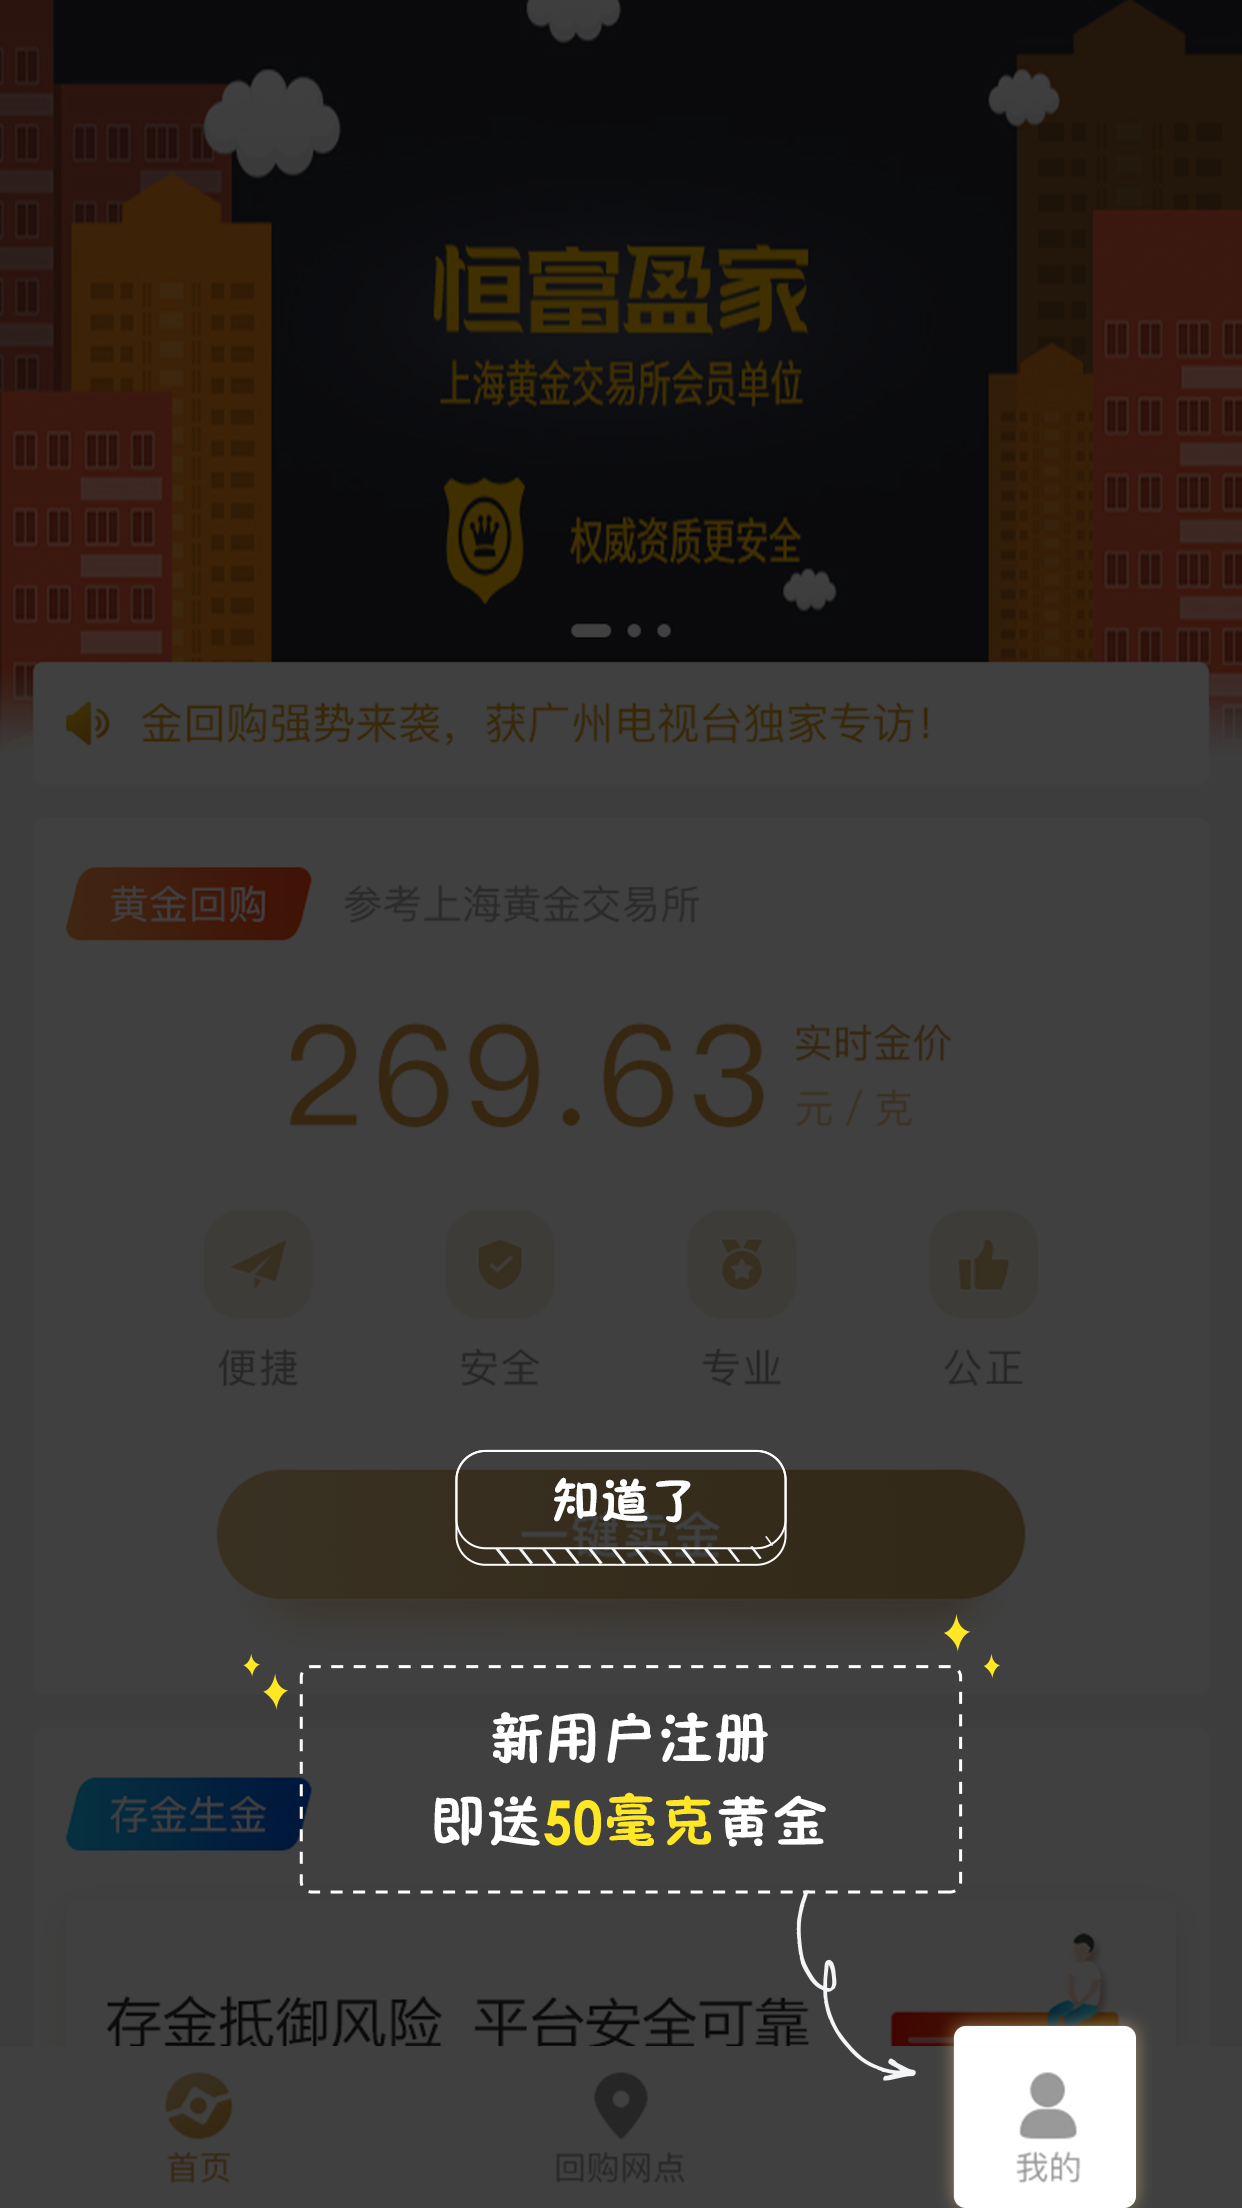 恒富盈家
上海黄金交易所会员单位
权威资质更安全
金回购强势来袭，获广州电视台独家专访！
黄金回购 参考上海黄金交易所
269.63 实时金价
元 / 克
便捷 安全 专业 公正
知道了
一键卖金
新用户注册
即送50毫克黄金
存金生金
存金抵御风险 平台安全可靠
首页 回购网点 我的